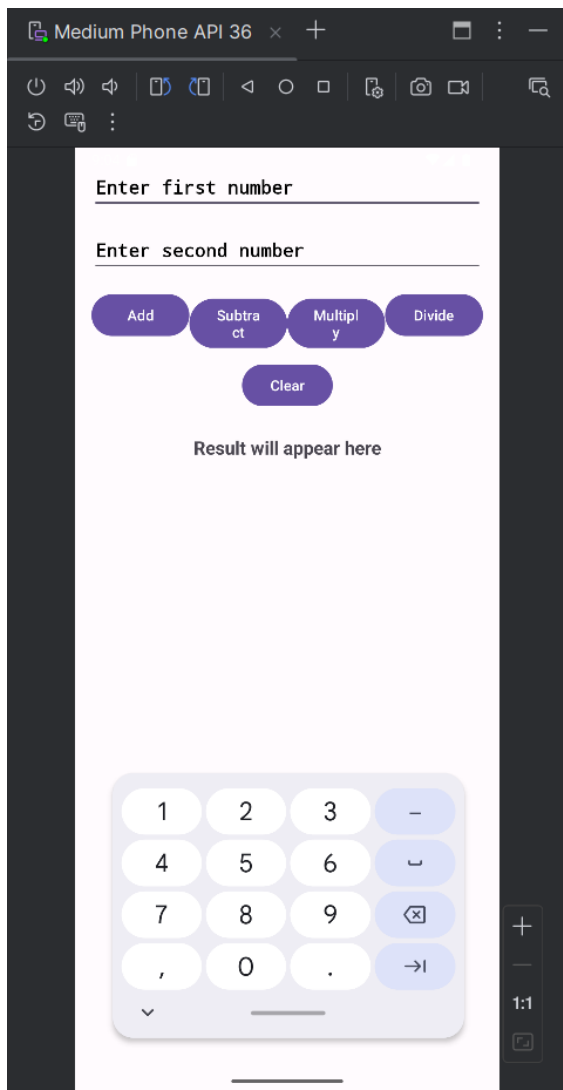 Medium Phone API 36
Enter first number
Enter second number
Add
Subtra
ct
Multipl
y
Divide
Clear
Result will appear here
1 2 3 –
4 5 6
7 8 9
, 0 .
1:1